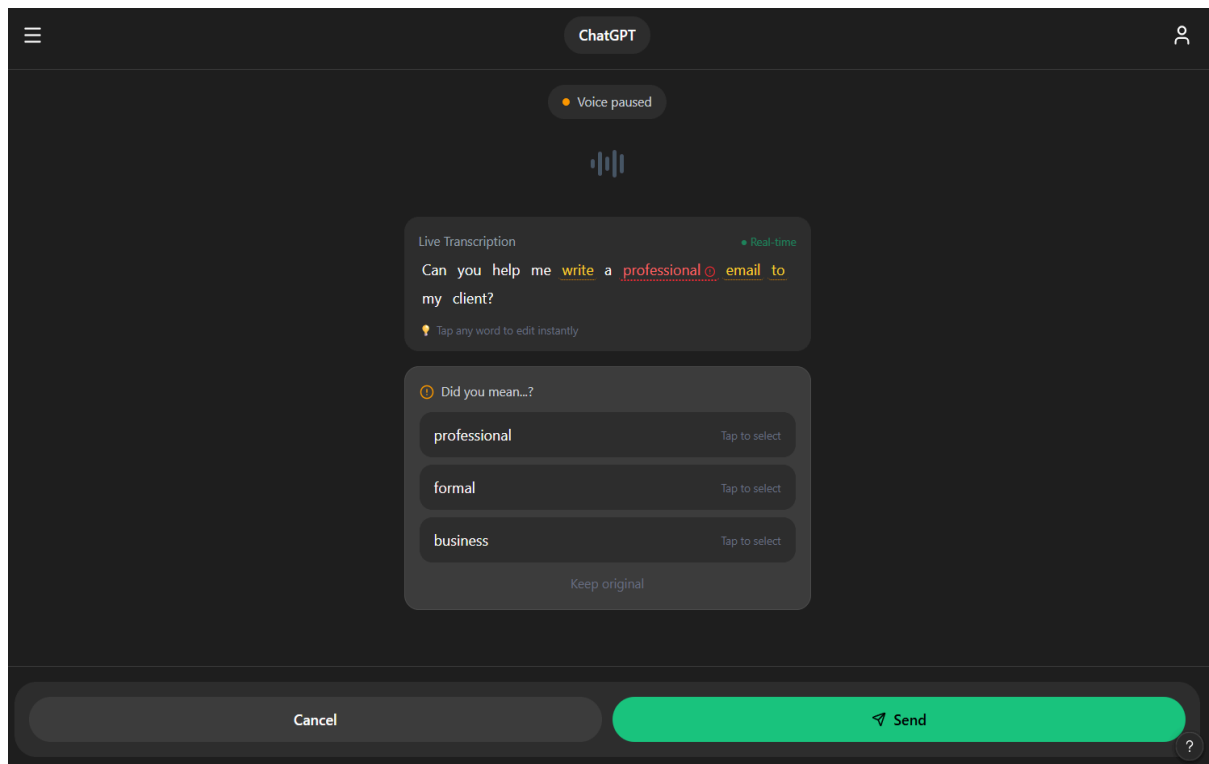 ChatGPT
Voice paused
Live Transcription
Real-time
Can you help me write a professional email to
my client?
Tap any word to edit instantly
Did you mean...?
professional Tap to select
formal Tap to select
business Tap to select
Keep original
Cancel Send
?